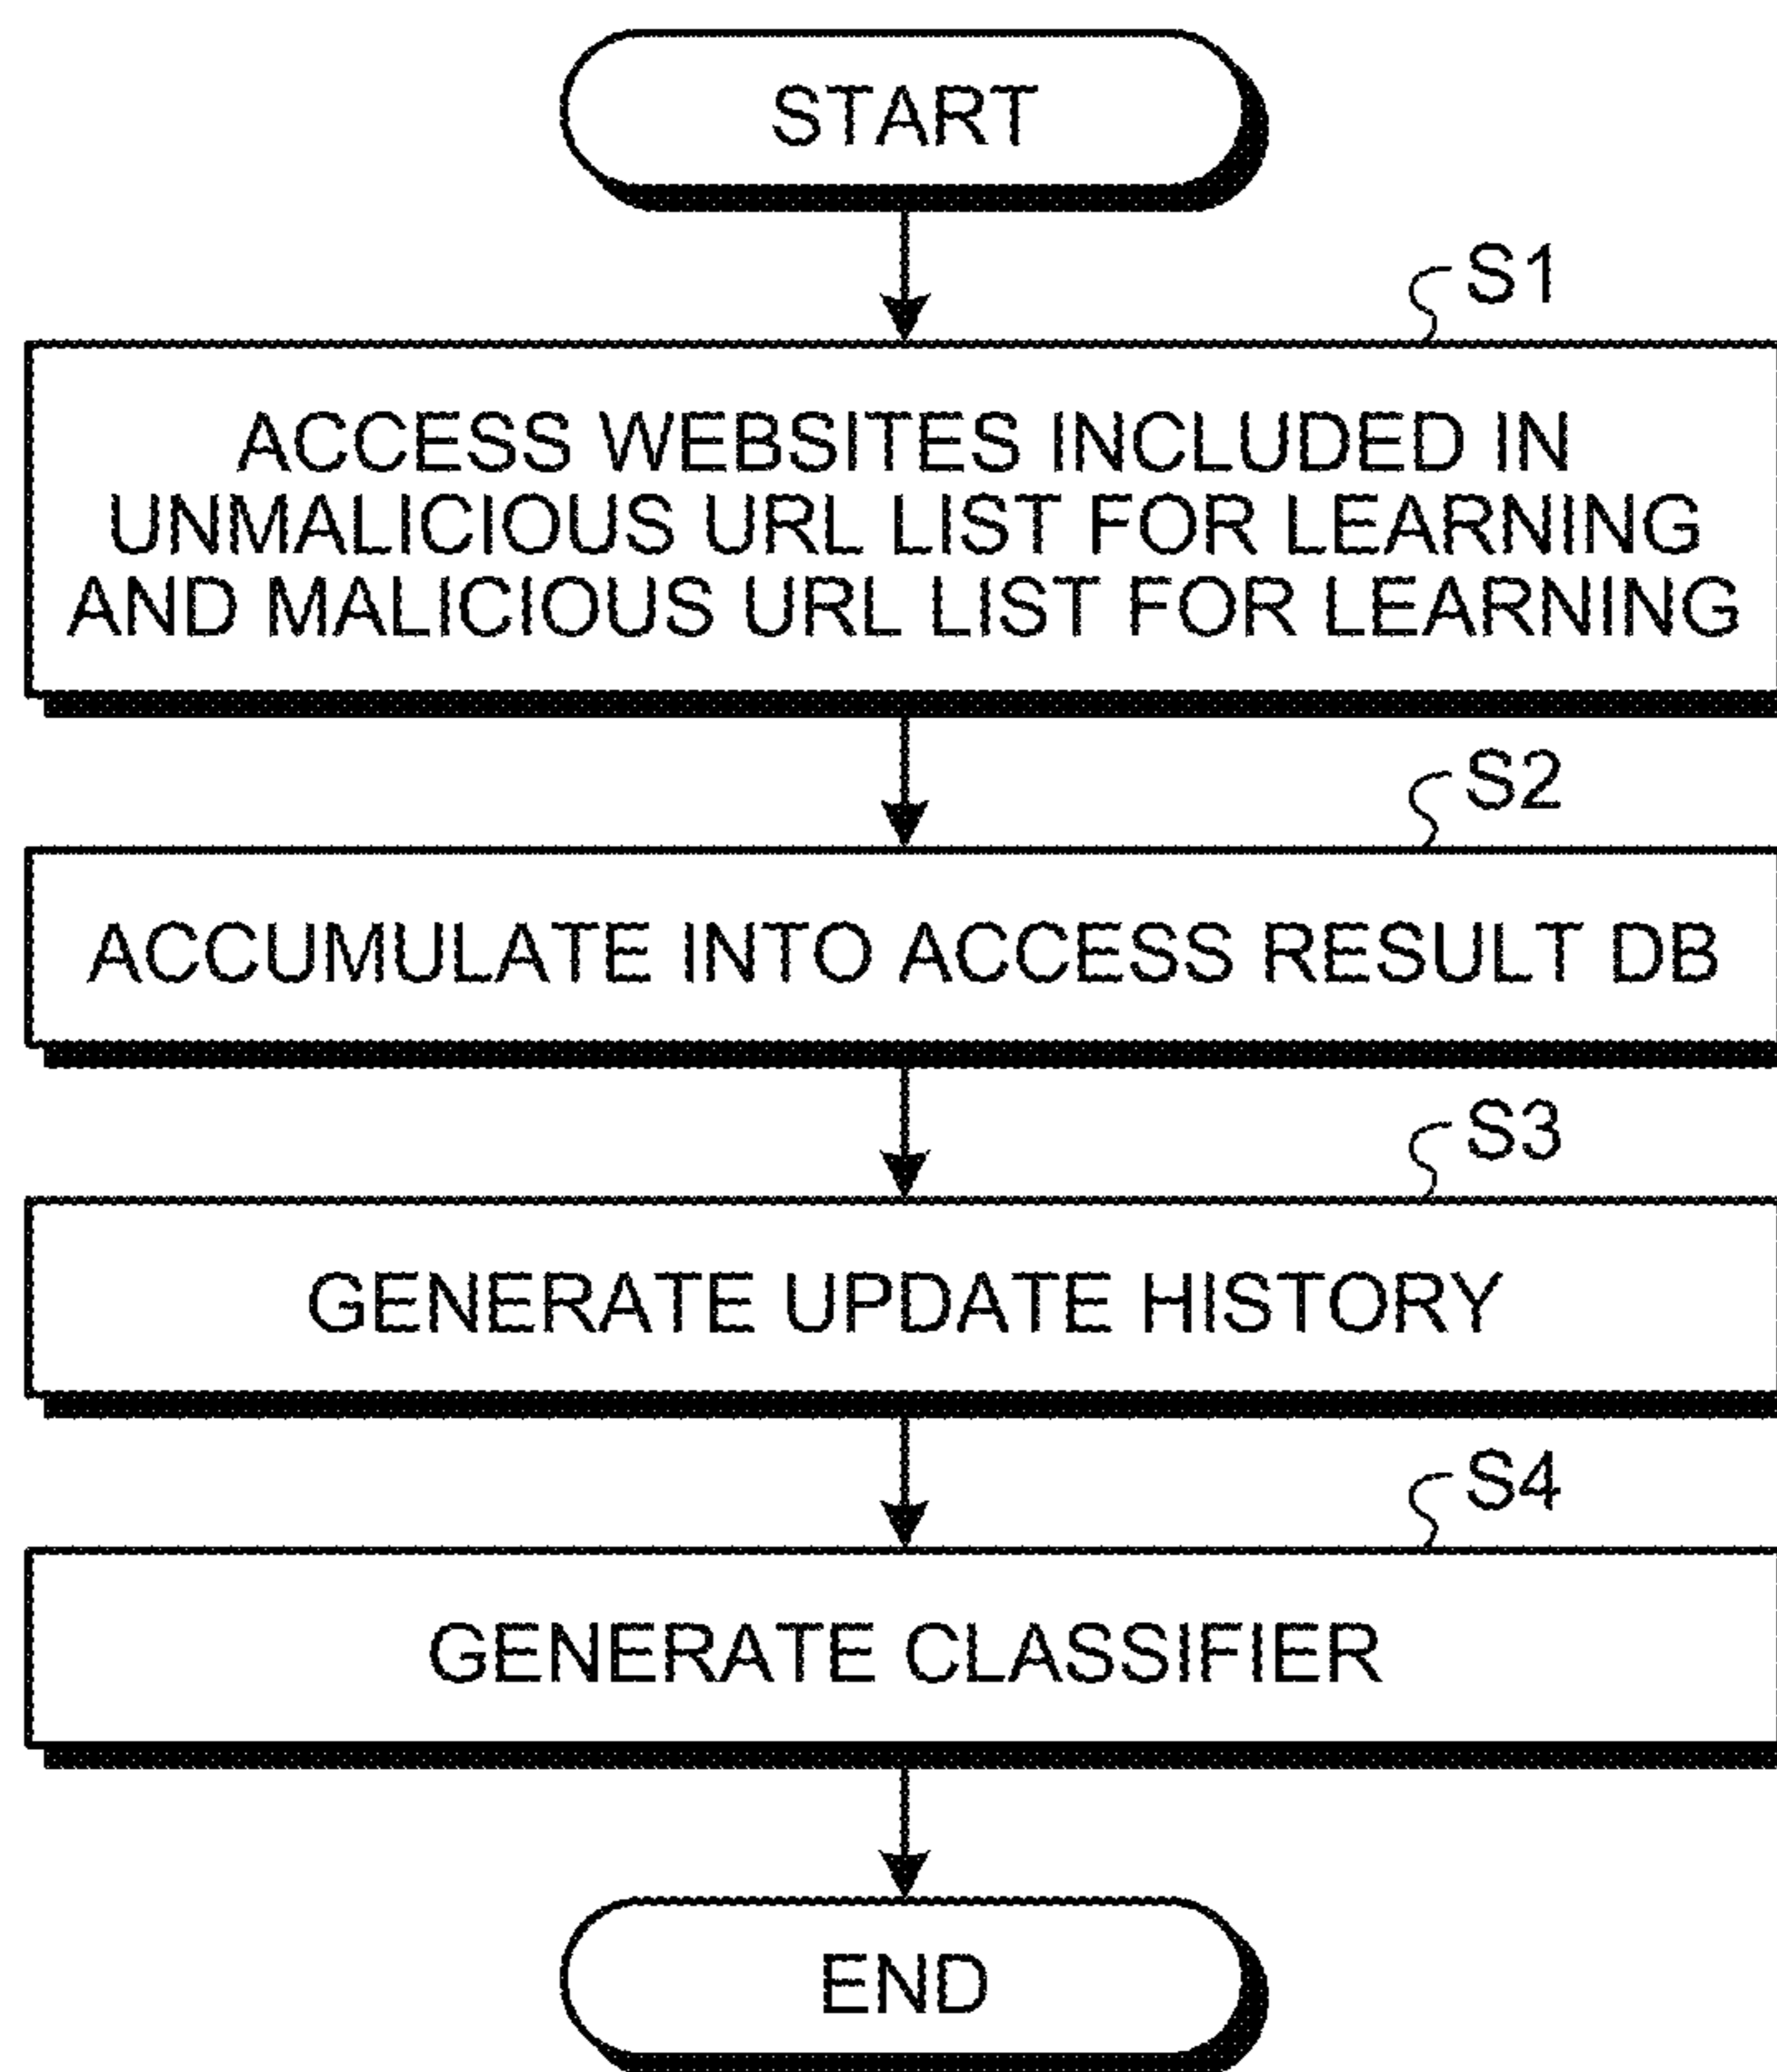 START
S1
ACCESS WEBSITES INCLUDED IN
UNMALICIOUS URL LIST FOR LEARNING
AND MALICIOUS URL LIST FOR LEARNING
S2
ACCUMULATE INTO ACCESS RESULT DB
S3
GENERATE UPDATE HISTORY
S4
GENERATE CLASSIFIER
END